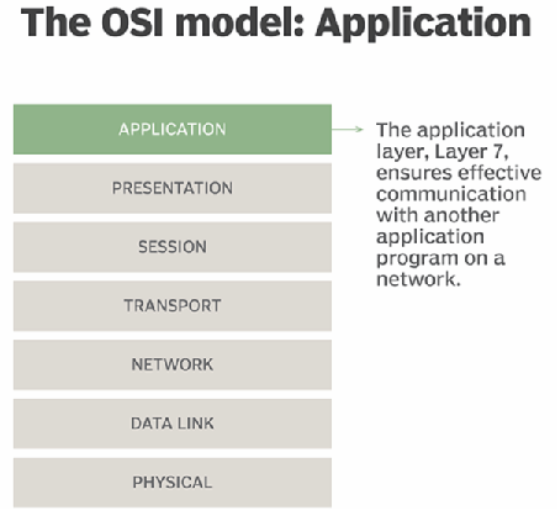 The OSI model: Application
APPLICATION
The application
layer, Layer 7,
ensures effective
communication
with another
application
program on a
network.
PRESENTATION
SESSION
TRANSPORT
NETWORK
DATA LINK
PHYSICAL